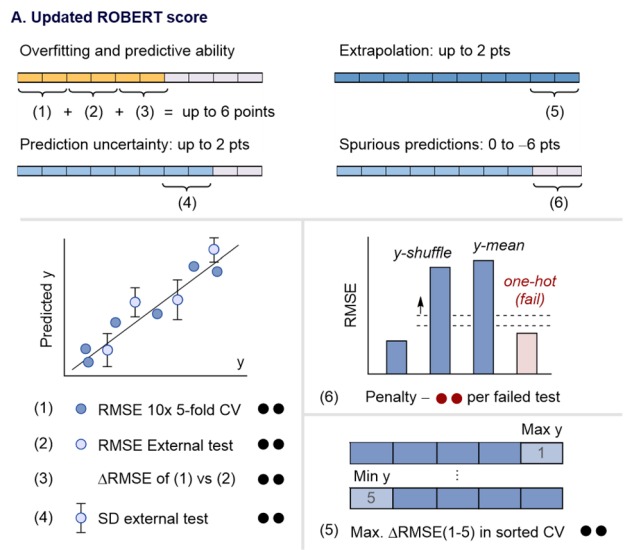 A. Updated ROBERT score
Overfitting and predictive ability
(1) + (2) + (3) = up to 6 points
Extrapolation: up to 2 pts
(5)
Prediction uncertainty: up to 2 pts
(4)
Spurious predictions: 0 to –6 pts
(6)
Predicted y
y
(1) RMSE 10x 5-fold CV
(2) RMSE External test
(3) ΔRMSE of (1) vs (2)
(4) SD external test
RMSE
y-shuffle
y-mean
one-hot
(fail)
(6) Penalty – ●● per failed test
Max y
1
Min y
5
(5) Max. ΔRMSE(1-5) in sorted CV